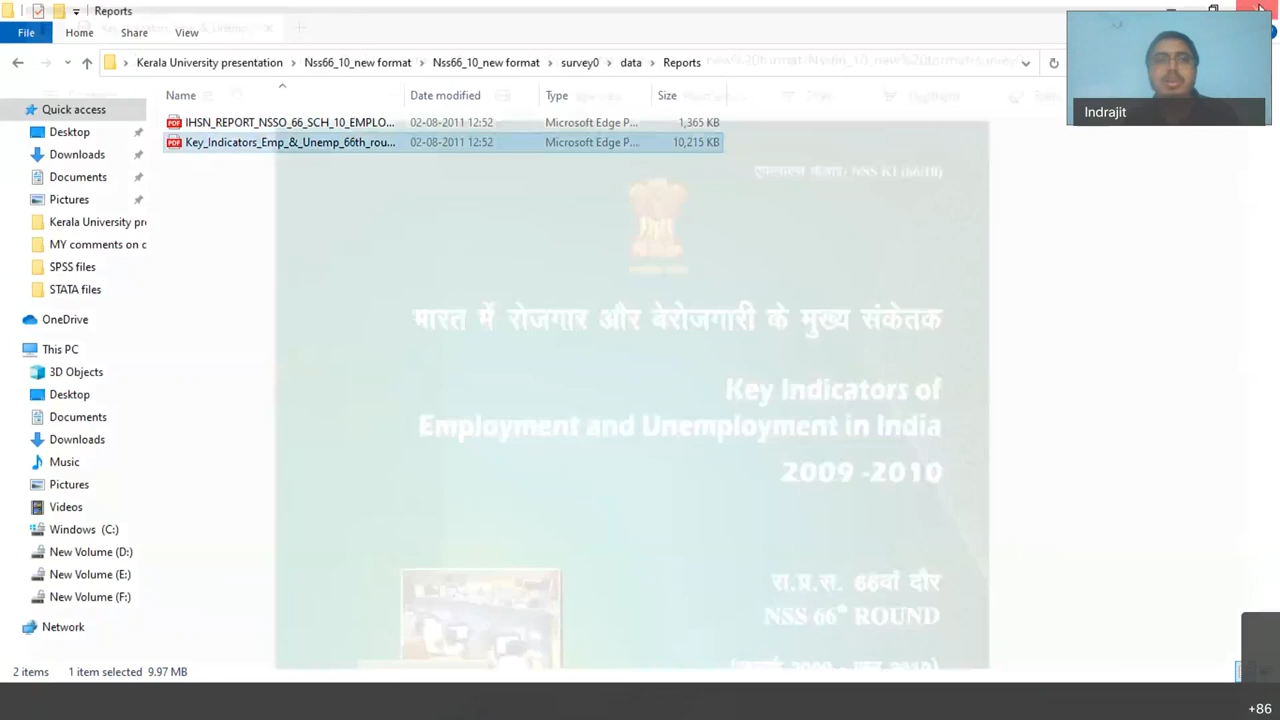 Reports
File
Home
Share
View
Kerala University presentation
Nss66_10_new format
Nss66_10_new format
survey0
data
Reports
Indrajit
Name
Date modified
Type
Size
IHSN_REPORT_NSSO_66_SCH_10_EMPLO...
02-08-2011 12:52
Microsoft Edge P...
1,365 KB
Key_Indicators_Emp_&_Unemp_66th_rou...
02-08-2011 12:52
Microsoft Edge P...
10,215 KB
Quick access
Desktop
Downloads
Documents
Pictures
Kerala University pr
MY comments on c
SPSS files
STATA files
OneDrive
This PC
3D Objects
Desktop
Documents
Downloads
Music
Pictures
Videos
Windows (C:)
New Volume (D:)
New Volume (E:)
New Volume (F:)
Network
NSS KI (66/10)
भारत में रोजगार और बेरोजगारी के मुख्य संकेतक
Key Indicators of
Employment and Unemployment in India
2009 -2010
रा.प्र.स. 66वां दौर
NSS 66th ROUND
2 items
1 item selected 9.97 MB
+86